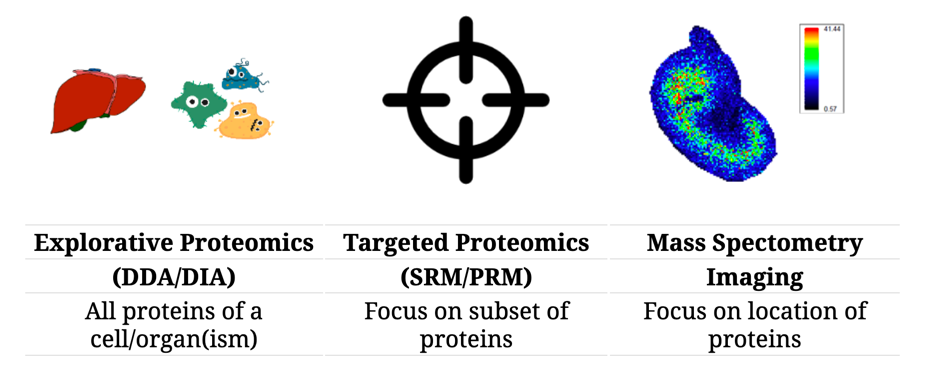 41.44
0.57
Explorative Proteomics
(DDA/DIA)
All proteins of a
cell/organ(ism)
Targeted Proteomics
(SRM/PRM)
Focus on subset of
proteins
Mass Spectometry
Imaging
Focus on location of
proteins